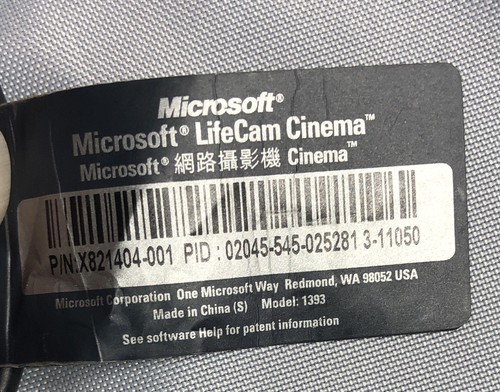 Microsoft®
Microsoft® LifeCam Cinema™
Microsoft® 網路攝影機 Cinema™
P/N:X821404-001 PID : 02045-545-025281 3-11050
Microsoft Corporation One Microsoft Way Redmond, WA 98052 USA
Made in China (S) Model: 1393
See software Help for patent information